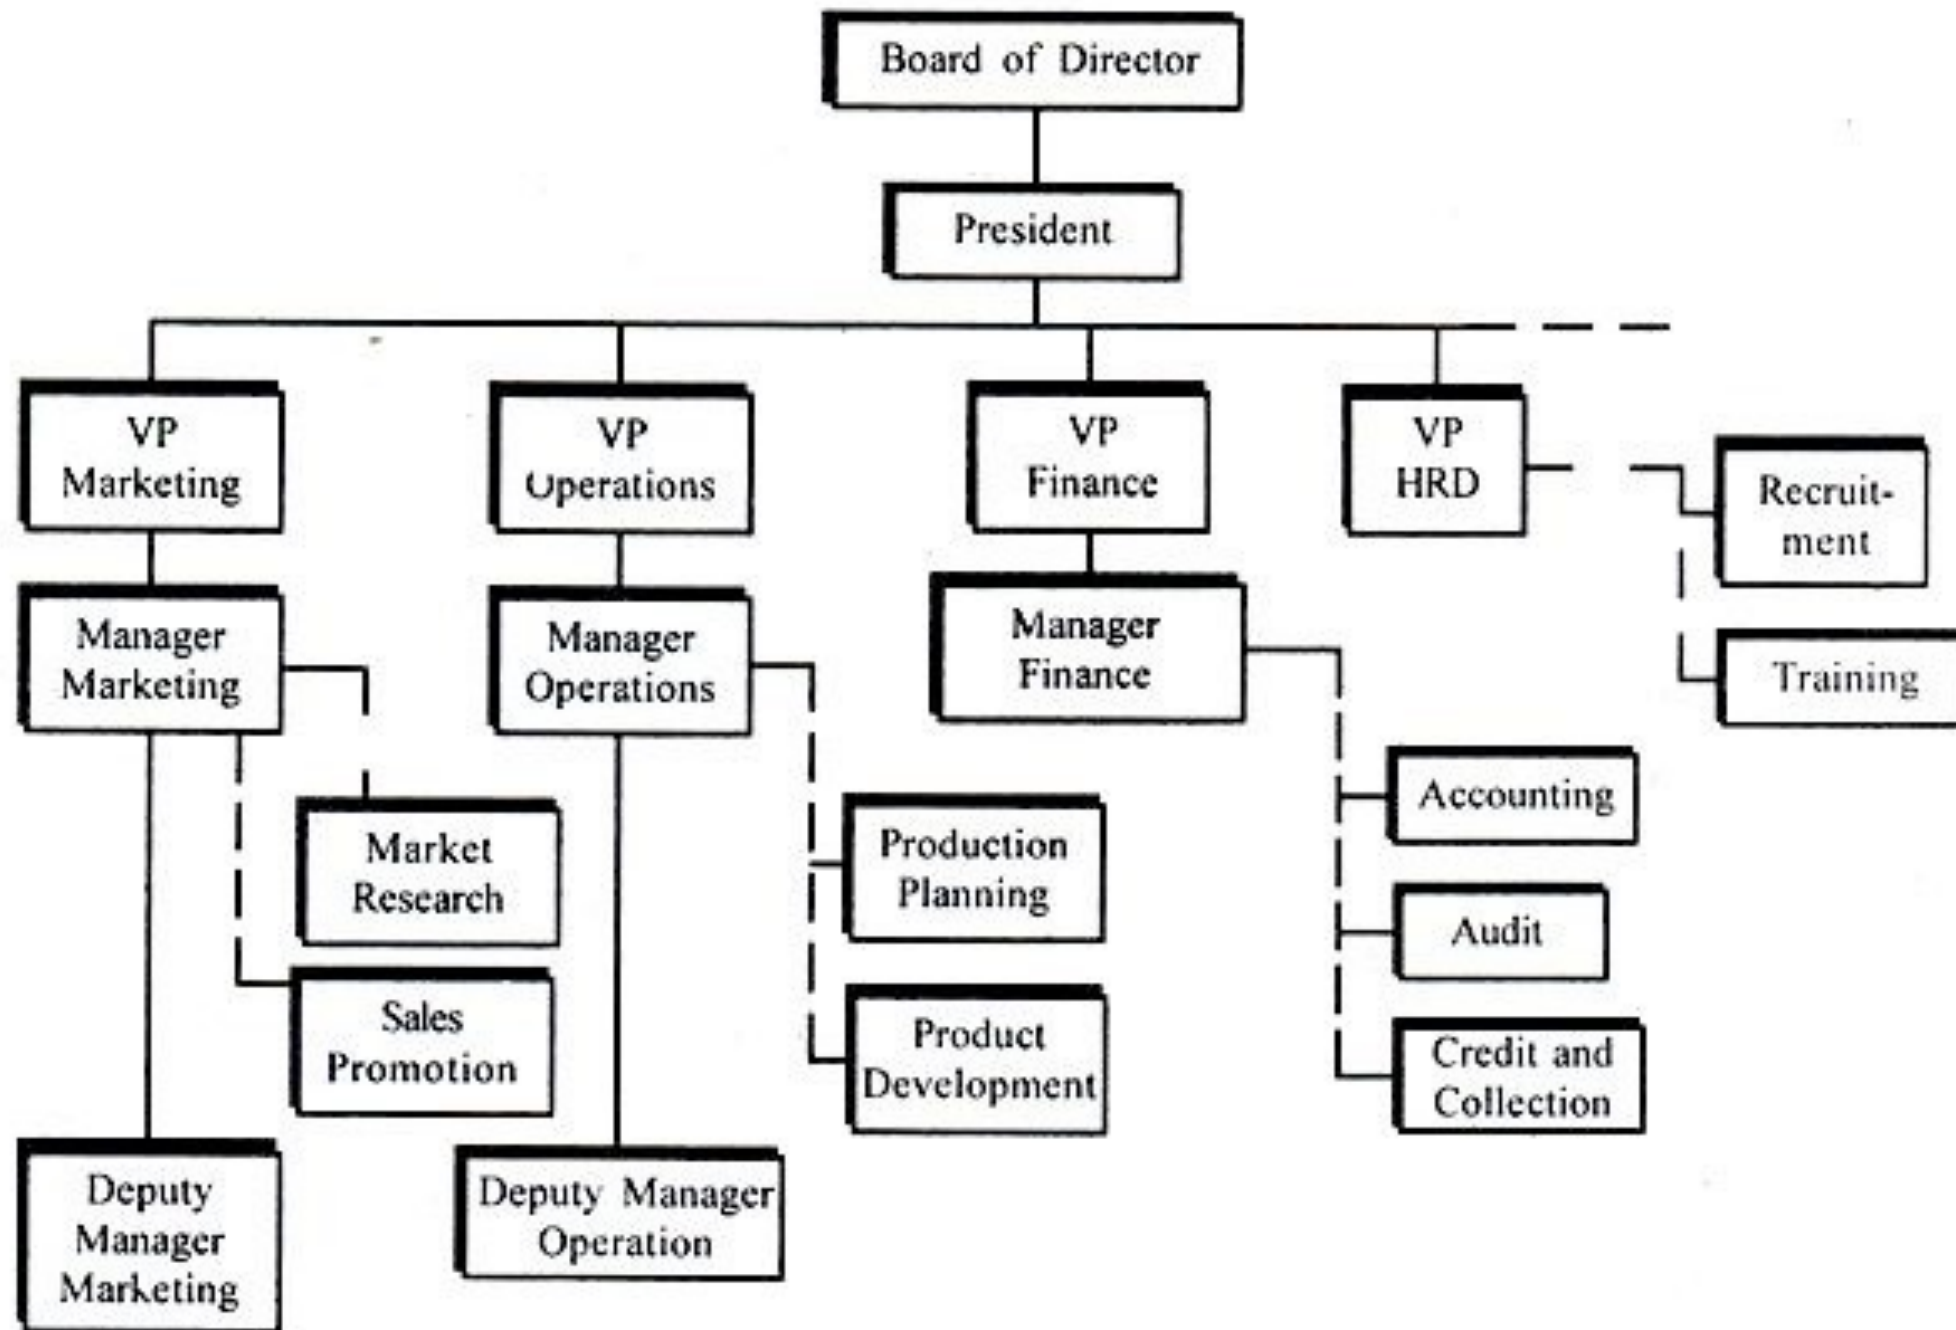 Board of Director
President
VP
Marketing
VP
Operations
VP
Finance
VP
HRD
Recruit-
ment
Training
Manager
Marketing
Manager
Operations
Manager
Finance
Market
Research
Sales
Promotion
Production
Planning
Product
Development
Accounting
Audit
Credit and
Collection
Deputy
Manager
Marketing
Deputy Manager
Operation